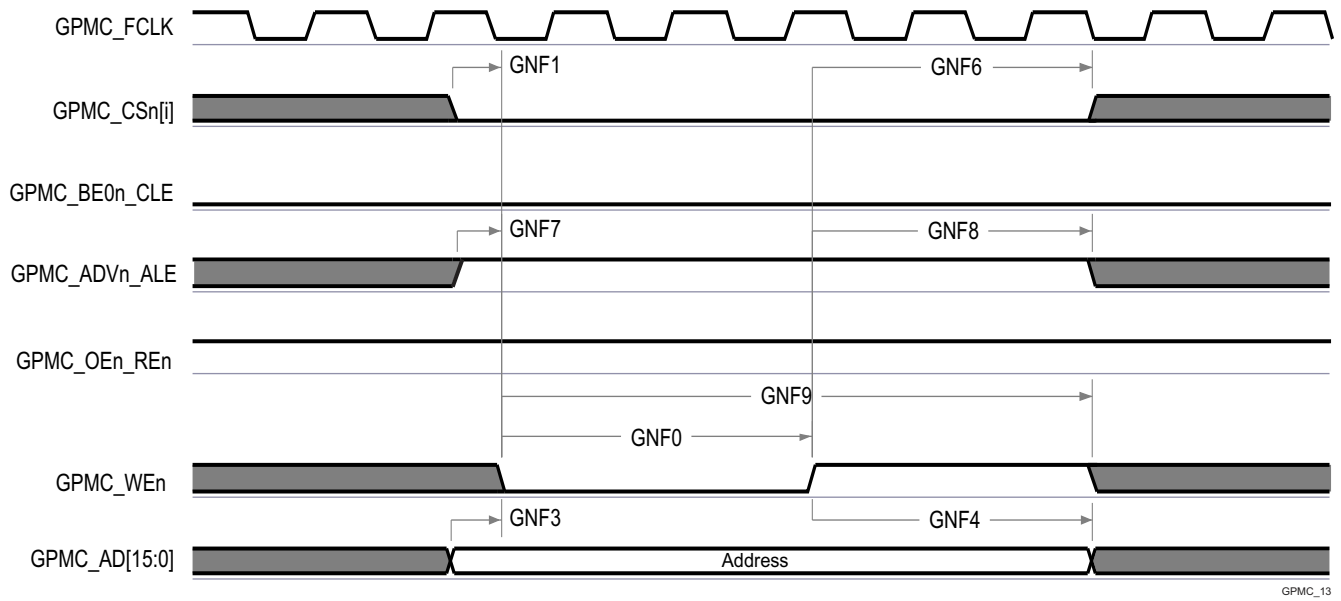 GPMC_FCLK
GNF1
GNF6
GPMC_CSn[i]
GPMC_BE0n_CLE
GNF7
GNF8
GPMC_ADVn_ALE
GPMC_OEn_REn
GNF9
GNF0
GPMC_WEn
GNF3
GNF4
GPMC_AD[15:0]
Address
GPMC_13